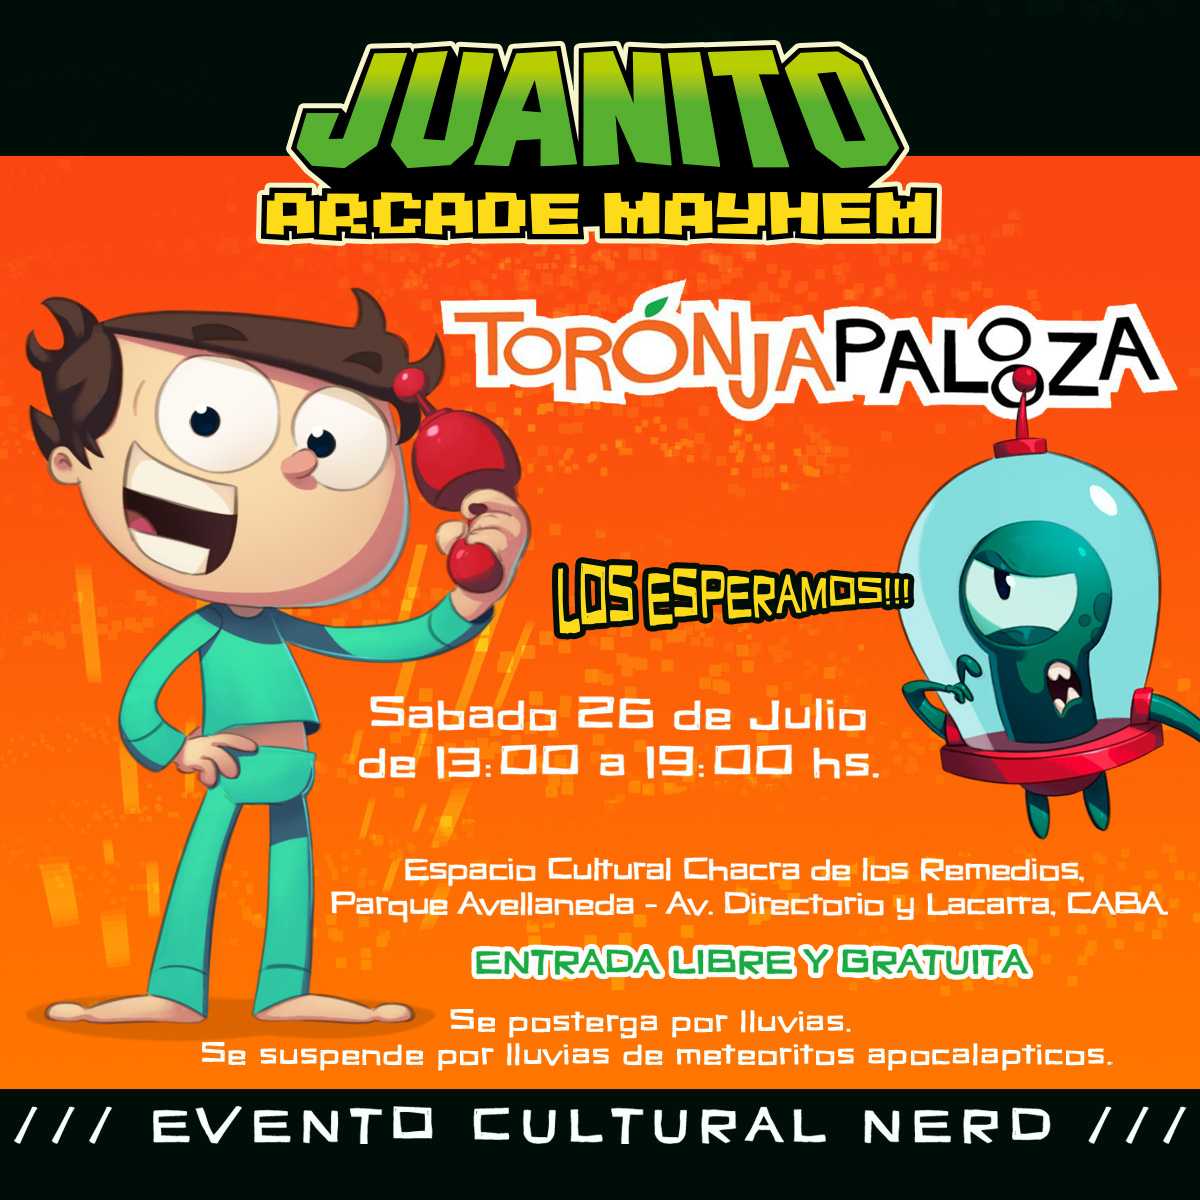 JUANITO
ARCADE MAYHEM
TORÓNJAPALOOZA
LOS ESPERAMOS!!!
Sabado 26 de Julio
de 13:00 a 19:00 hs.
Espacio Cultural Chacra de los Remedios,
Parque Avellaneda - Av. Directorio y Lacarra, CABA.
ENTRADA LIBRE Y GRATUITA
Se posterga por lluvias.
Se suspende por lluvias de meteoritos apocalapticos.
/// EVENTO CULTURAL NERD ///